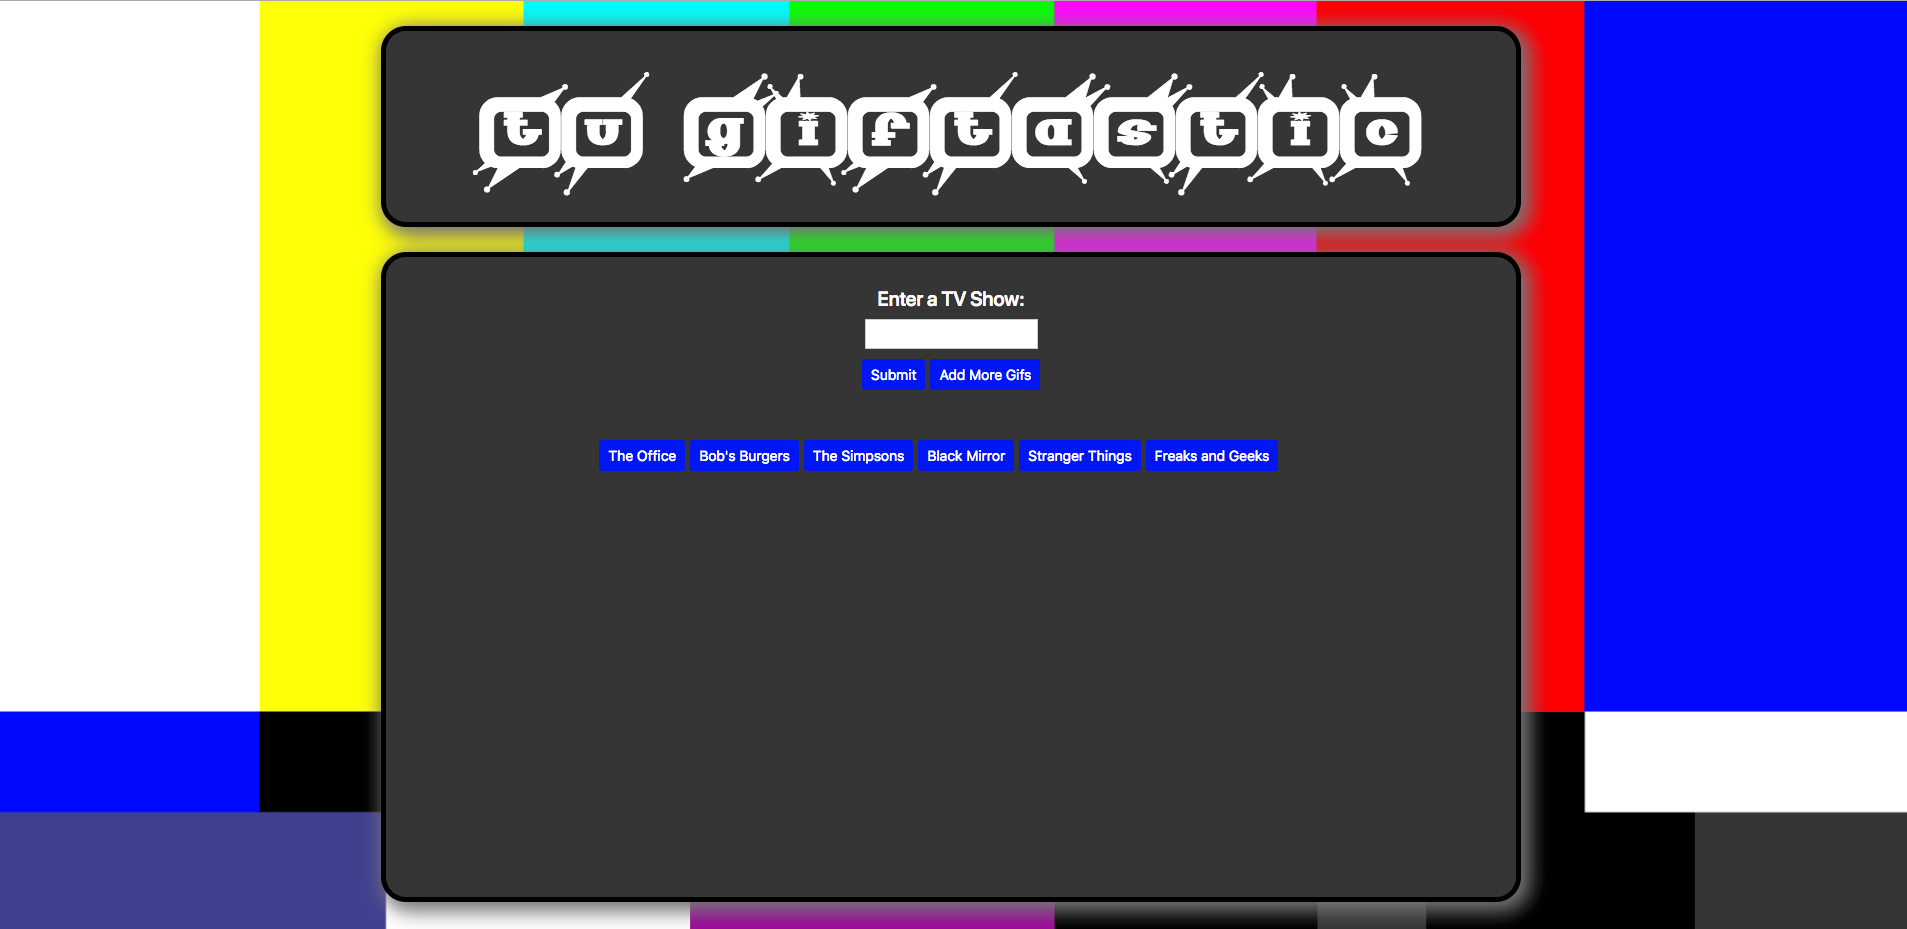 tv giftastic
Enter a TV Show:
Submit Add More Gifs
The Office Bob's Burgers The Simpsons Black Mirror Stranger Things Freaks and Geeks